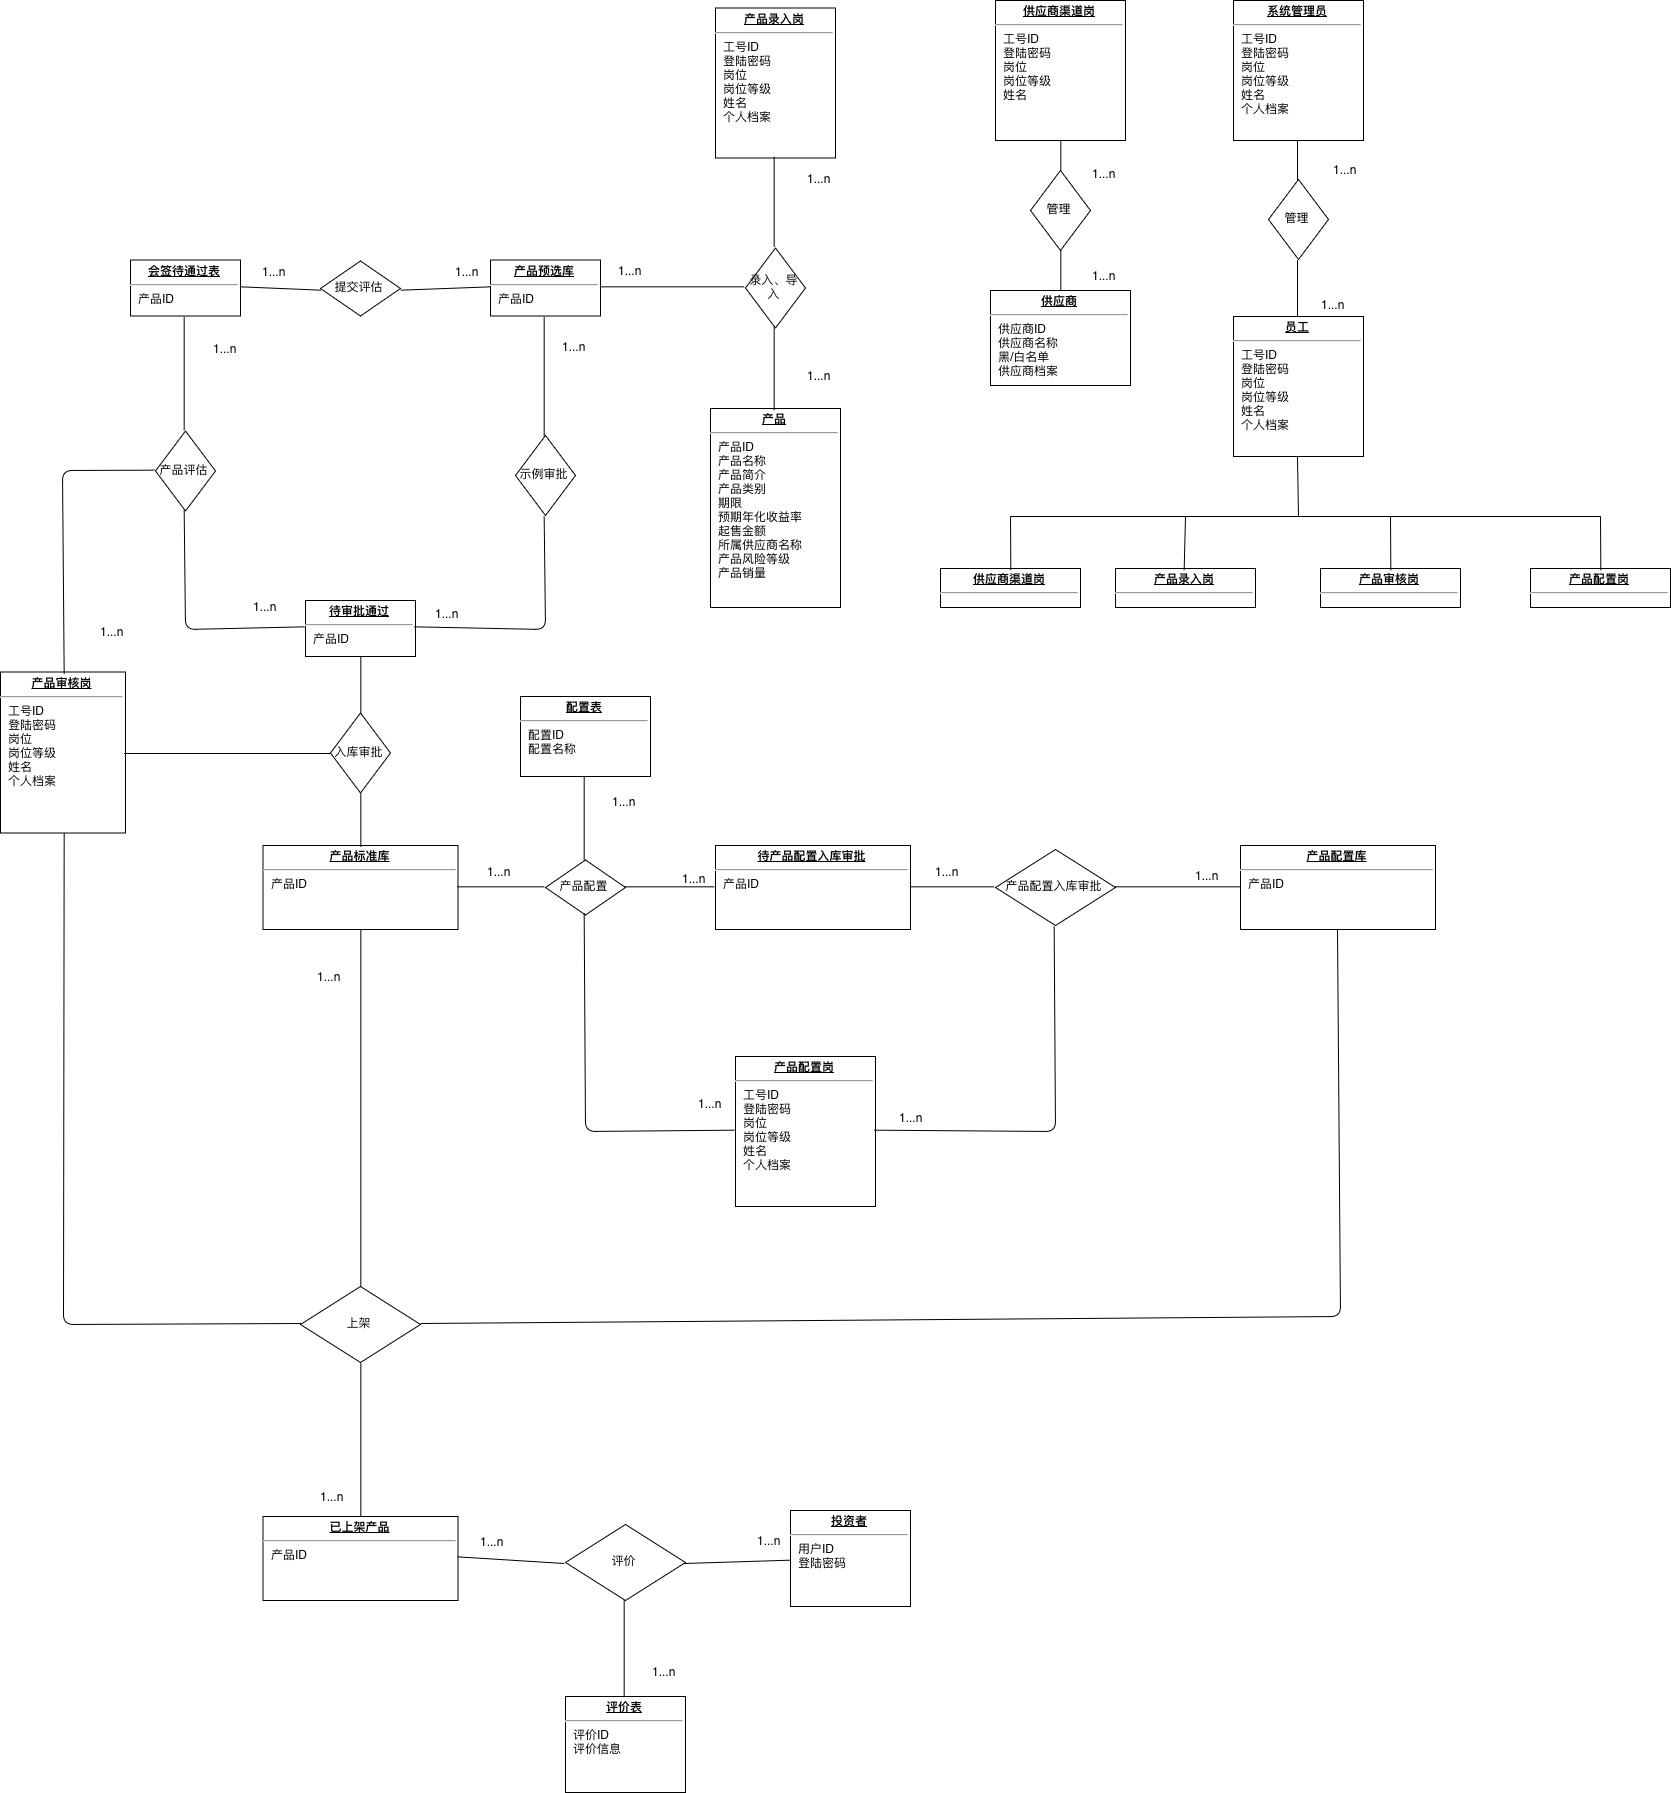 产品录入岗
工号ID
登陆密码
岗位
岗位等级
姓名
个人档案
供应商渠道岗
工号ID
登陆密码
岗位
岗位等级
姓名
系统管理员
工号ID
登陆密码
岗位
岗位等级
姓名
个人档案
1...n
1...n
1...n
管理
管理
会签待通过表
产品ID
1...n
提交评估
1...n
产品预选库
产品ID
1...n
录入、导
入
1...n
供应商
供应商ID
供应商名称
黑/白名单
供应商档案
1...n
员工
工号ID
登陆密码
岗位
岗位等级
姓名
个人档案
1...n
1...n
1...n
产品
产品ID
产品名称
产品简介
产品类别
期限
预期年化收益率
起售金额
所属供应商名称
产品风险等级
产品销量
产品评估
示例审批
供应商渠道岗
产品录入岗
产品审核岗
产品配置岗
1...n
待审批通过
产品ID
1...n
1...n
产品审核岗
工号ID
登陆密码
岗位
岗位等级
姓名
个人档案
入库审批
配置表
配置ID
配置名称
1...n
产品标准库
产品ID
1...n
产品配置
1...n
待产品配置入库审批
产品ID
1...n
产品配置入库审批
1...n
产品配置库
产品ID
1...n
1...n
产品配置岗
工号ID
登陆密码
岗位
岗位等级
姓名
个人档案
1...n
上架
1...n
已上架产品
产品ID
1...n
评价
1...n
投资者
用户ID
登陆密码
1...n
评价表
评价ID
评价信息